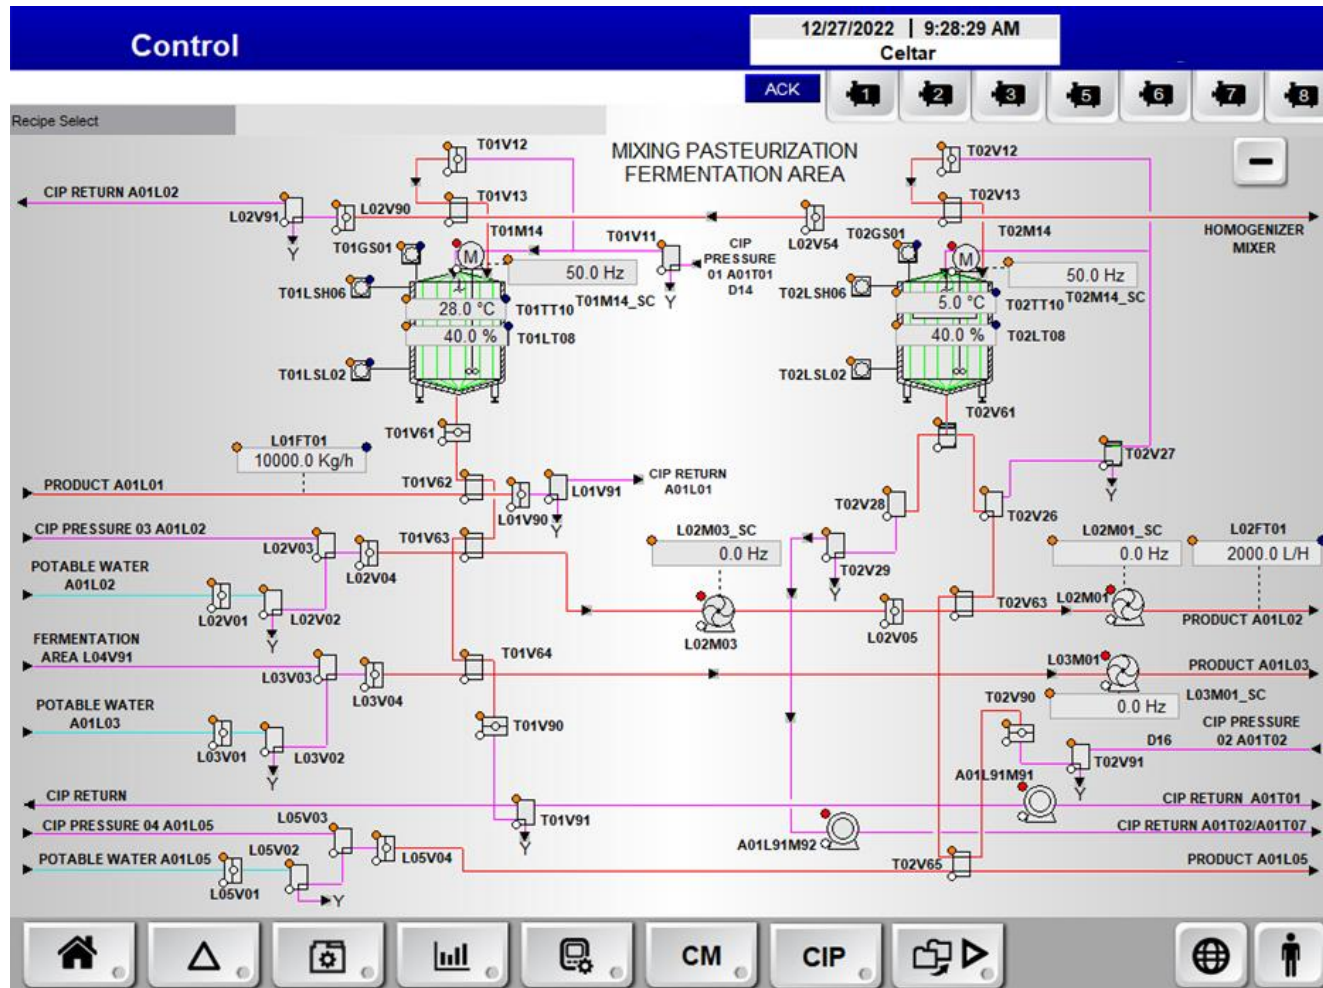 Control
12/27/2022 | 9:28:29 AM
Celtar
ACK
1
2
3
5
6
7
8
Recipe Select
MIXING PASTEURIZATION
FERMENTATION AREA
T01V12
T02V12
CIP RETURN A01L02
L02V91
L02V90
T01V13
T02V13
T01M14
T01V11
CIP
PRESSURE
01 A01T01
D14
L02V54
T02GS01
T02M14
HOMOGENIZER
MIXER
T01GS01
M
M
50.0 Hz
T01M14_SC
Y
Y
50.0 Hz
T02M14_SC
T01LSH06
28.0 °C
T01TT10
T02LSH06
5.0 °C
T02TT10
40.0 %
T01LT08
40.0 %
T02LT08
T01LSL02
T02LSL02
T02V61
T01V61
L01FT01
10000.0 Kg/h
T02V27
Y
PRODUCT A01L01
T01V62
L01V90
L01V91
Y
CIP RETURN
A01L01
T02V28
T02V26
CIP PRESSURE 03 A01L02
L02V03
L02V04
T01V63
L02M03_SC
0.0 Hz
T02V29
Y
L02M01_SC
0.0 Hz
L02FT01
2000.0 L/H
POTABLE WATER
A01L02
L02V01
L02V02
Y
L02M03
L02V05
T02V63
L02M01
PRODUCT A01L02
FERMENTATION
AREA L04V91
L03V03
L03V04
T01V64
L03M01
PRODUCT A01L03
L03M01_SC
0.0 Hz
POTABLE WATER
A01L03
L03V01
L03V02
Y
T01V90
T02V90
CIP PRESSURE
02 A01T02
D16
T02V91
Y
A01L91M91
CIP RETURN
T01V91
Y
CIP RETURN A01T01
CIP PRESSURE 04 A01L05
L05V03
L05V04
A01L91M92
CIP RETURN A01T02/A01T07
POTABLE WATER A01L05
L05V02
L05V01
Y
T02V65
PRODUCT A01L05
CM
CIP